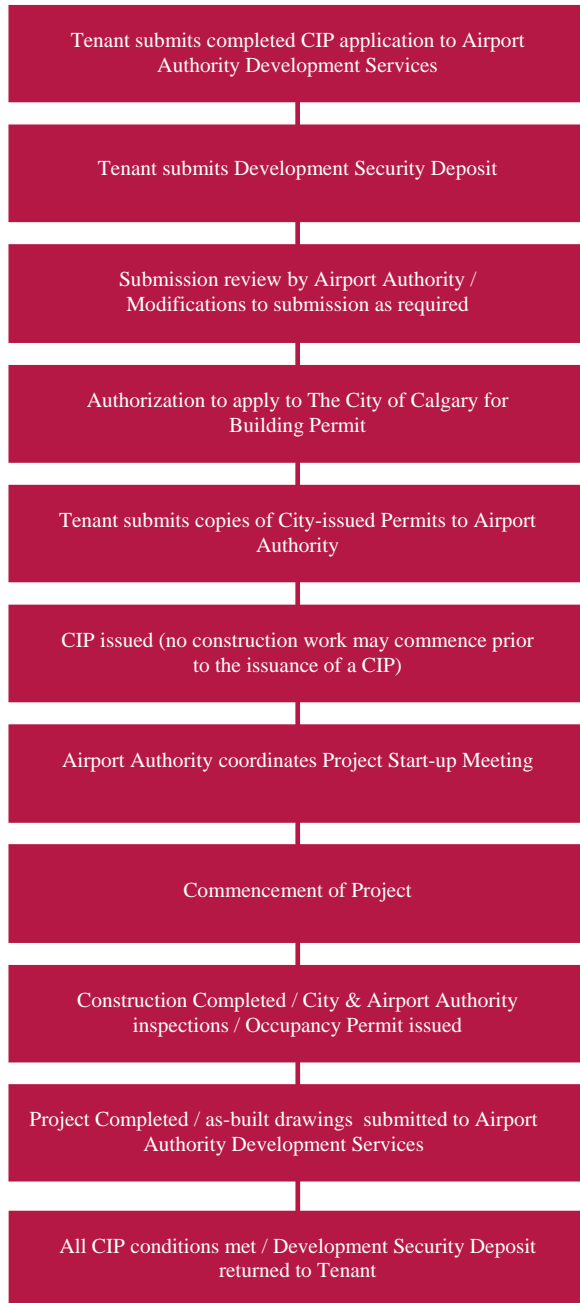 Tenant submits completed CIP application to Airport
Authority Development Services
Tenant submits Development Security Deposit
Submission review by Airport Authority /
Modifications to submission as required
Authorization to apply to The City of Calgary for
Building Permit
Tenant submits copies of City-issued Permits to Airport
Authority
CIP issued (no construction work may commence prior
to the issuance of a CIP)
Airport Authority coordinates Project Start-up Meeting
Commencement of Project
Construction Completed / City & Airport Authority
inspections / Occupancy Permit issued
Project Completed / as-built drawings submitted to Airport
Authority Development Services
All CIP conditions met / Development Security Deposit
returned to Tenant